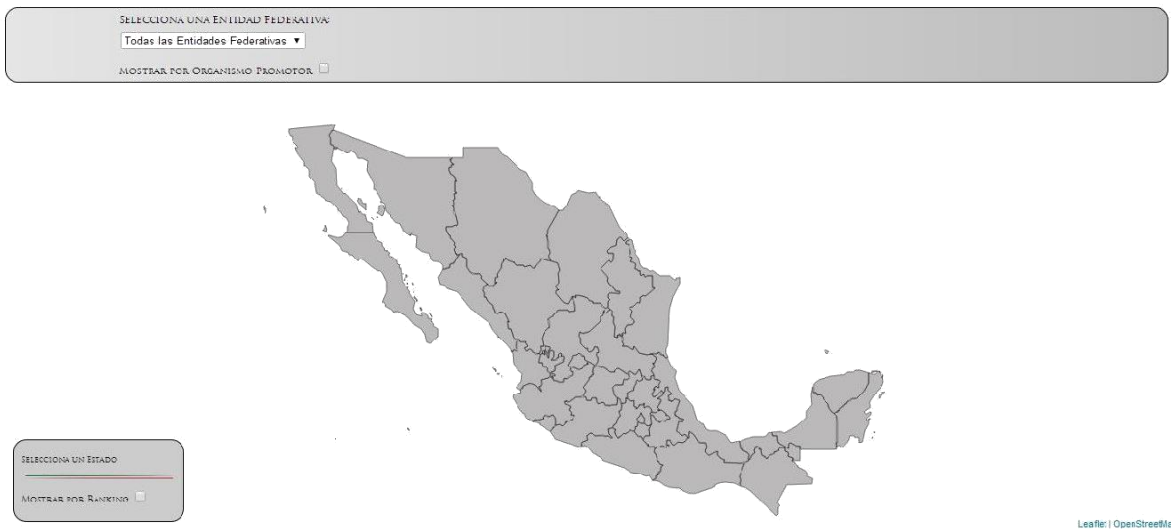 Selecciona una Entidad Federativa:
Todas las Entidades Federativas ▼
Mostrar por Organismo Promotor
Selecciona un Estado
Mostrar por Ranking
Leaflet | OpenStreetMa